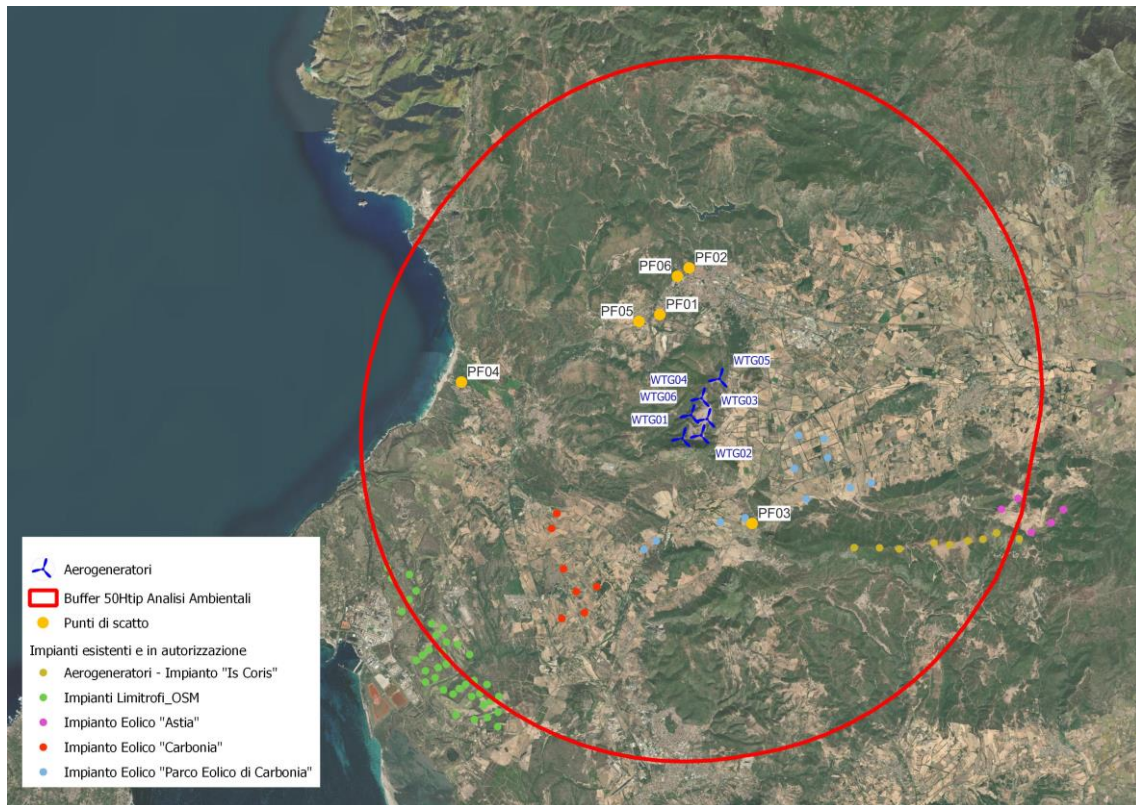 PF02
PF06
PF01
PF05
WTG05
PF04
WTG04
WTG06
WTG03
WTG01
WTG02
PF03
Aerogeneratori
Buffer 50Htip Analisi Ambientali
Punti di scatto
Impianti esistenti e in autorizzazione
Aerogeneratori - Impianto "Is Coris"
Impianti Limitrofi_OSM
Impianto Eolico "Astia"
Impianto Eolico "Carbonia"
Impianto Eolico "Parco Eolico di Carbonia"